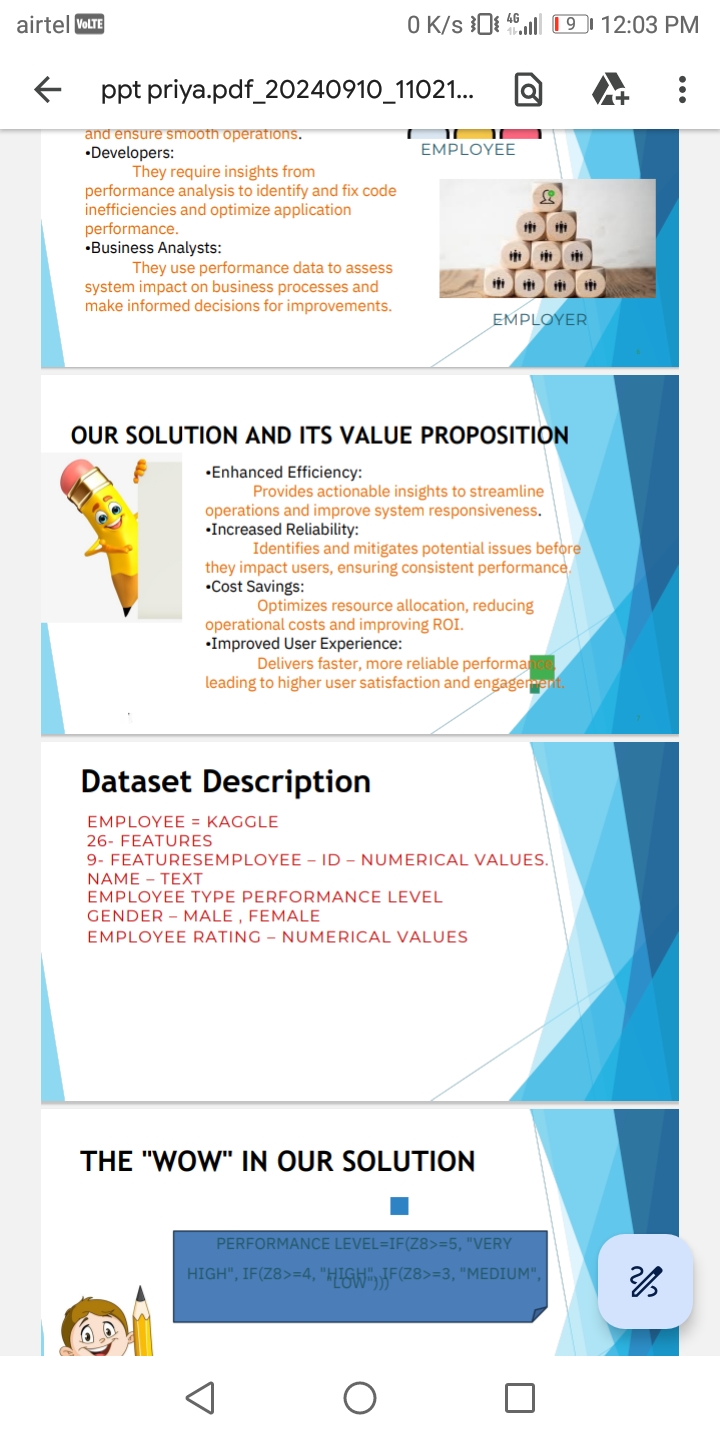 airtel VoLTE 0 K/s 4G 9 12:03 PM
ppt priya.pdf_20240910_11021...
and ensure smooth operations.
•Developers:
They require insights from
performance analysis to identify and fix code
inefficiencies and optimize application
performance.
•Business Analysts:
They use performance data to assess
system impact on business processes and
make informed decisions for improvements.
EMPLOYEE
EMPLOYER
OUR SOLUTION AND ITS VALUE PROPOSITION
•Enhanced Efficiency:
Provides actionable insights to streamline
operations and improve system responsiveness.
•Increased Reliability:
Identifies and mitigates potential issues before
they impact users, ensuring consistent performance.
•Cost Savings:
Optimizes resource allocation, reducing
operational costs and improving ROI.
•Improved User Experience:
Delivers faster, more reliable performance,
leading to higher user satisfaction and engagement.
Dataset Description
EMPLOYEE = KAGGLE
26- FEATURES
9- FEATURESEMPLOYEE – ID – NUMERICAL VALUES.
NAME – TEXT
EMPLOYEE TYPE PERFORMANCE LEVEL
GENDER – MALE , FEMALE
EMPLOYEE RATING – NUMERICAL VALUES
THE "WOW" IN OUR SOLUTION
PERFORMANCE LEVEL=IF(Z8>=5, "VERY
HIGH", IF(Z8>=4, "HIGH", IF(Z8>=3, "MEDIUM",
"LOW")))